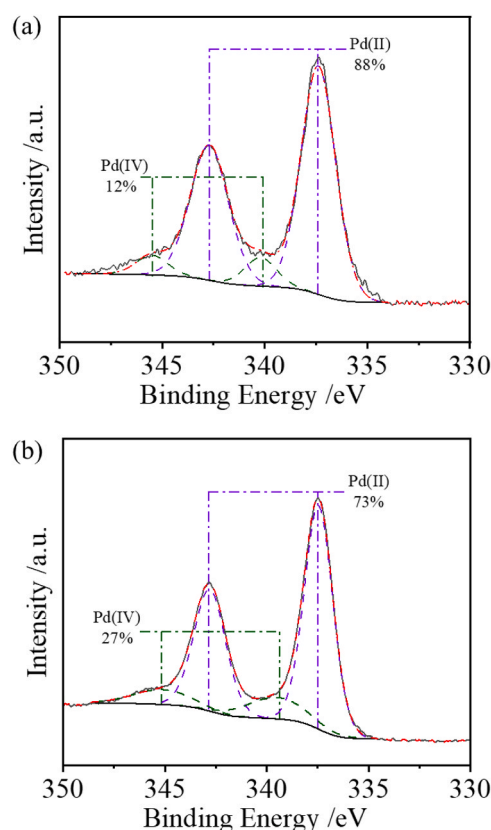 (a)
Pd(II)
88%
Pd(IV)
12%
Intensity /a.u.
350 345 340 335 330
Binding Energy /eV
(b)
Pd(II)
73%
Pd(IV)
27%
Intensity /a.u.
350 345 340 335 330
Binding Energy /eV